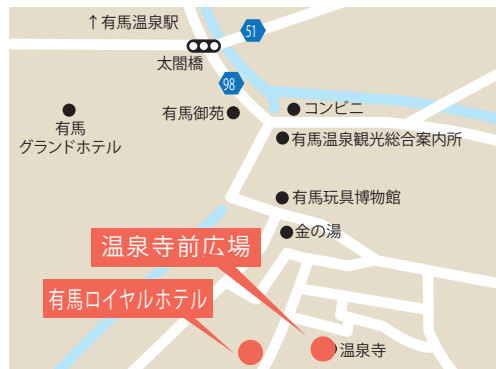 ↑有馬温泉駅
51
太閤橋
98
有馬御苑
コンビニ
有馬
グランドホテル
有馬温泉観光総合案内所
有馬玩具博物館
金の湯
温泉寺前広場
有馬ロイヤルホテル
温泉寺